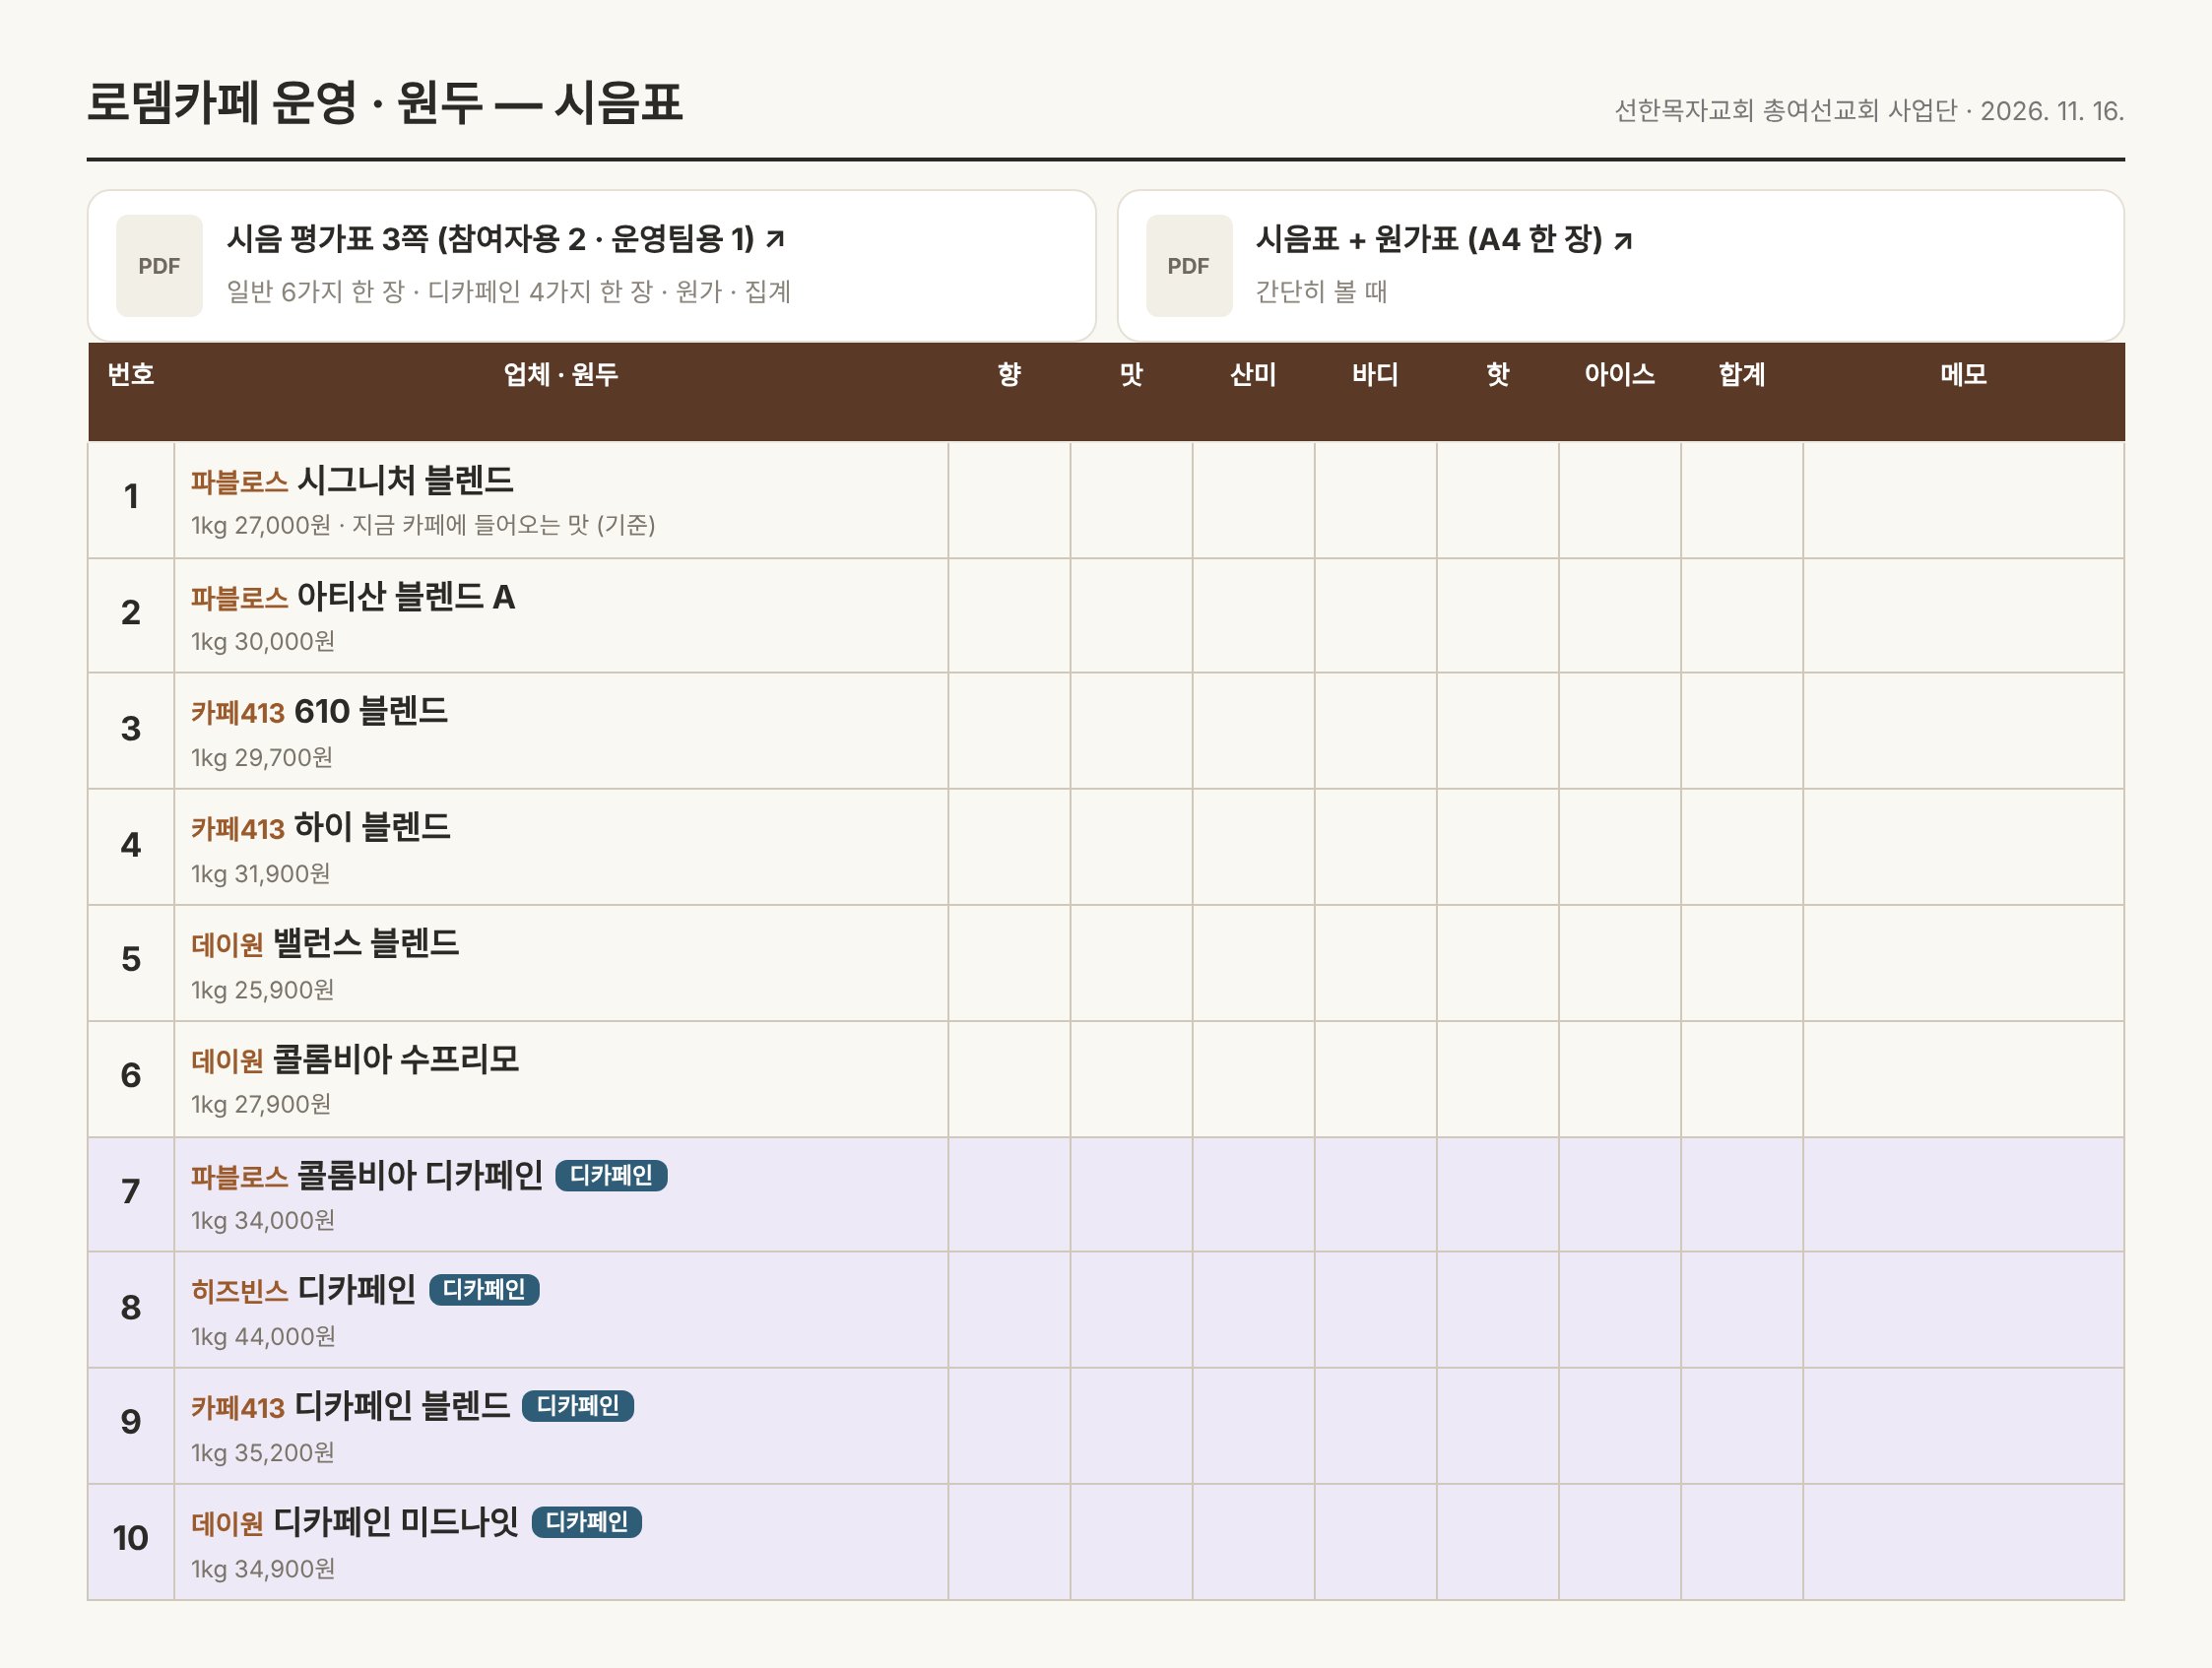 로뎀카페 운영 · 원두 — 시음표
선한목자교회 총여선교회 사업단 · 2026. 11. 16.
PDF
시음 평가표 3쪽 (참여자용 2 · 운영팀용 1) ↗
일반 6가지 한 장 · 디카페인 4가지 한 장 · 원가 · 집계
PDF
시음표 + 원가표 (A4 한 장) ↗
간단히 볼 때
번호 업체 · 원두 향 맛 산미 바디 핫 아이스 합계 메모
1 파블로스 시그니처 블렌드
1kg 27,000원 · 지금 카페에 들어오는 맛 (기준)
2 파블로스 아티산 블렌드 A
1kg 30,000원
3 카페413 610 블렌드
1kg 29,700원
4 카페413 하이 블렌드
1kg 31,900원
5 데이원 밸런스 블렌드
1kg 25,900원
6 데이원 콜롬비아 수프리모
1kg 27,900원
7 파블로스 콜롬비아 디카페인 디카페인
1kg 34,000원
8 히즈빈스 디카페인 디카페인
1kg 44,000원
9 카페413 디카페인 블렌드 디카페인
1kg 35,200원
10 데이원 디카페인 미드나잇 디카페인
1kg 34,900원